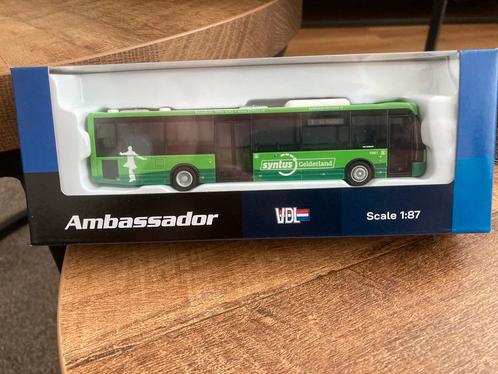 syntus
Gelderland
Ambassador
VDL
Scale 1:87